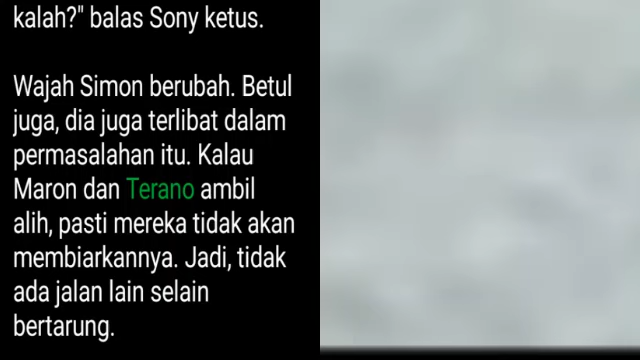 kalah?" balas Sony ketus.
Wajah Simon berubah. Betul
juga, dia juga terlibat dalam
permasalahan itu. Kalau
Maron dan Terano ambil
alih, pasti mereka tidak akan
membiarkannya. Jadi, tidak
ada jalan lain selain
bertarung.